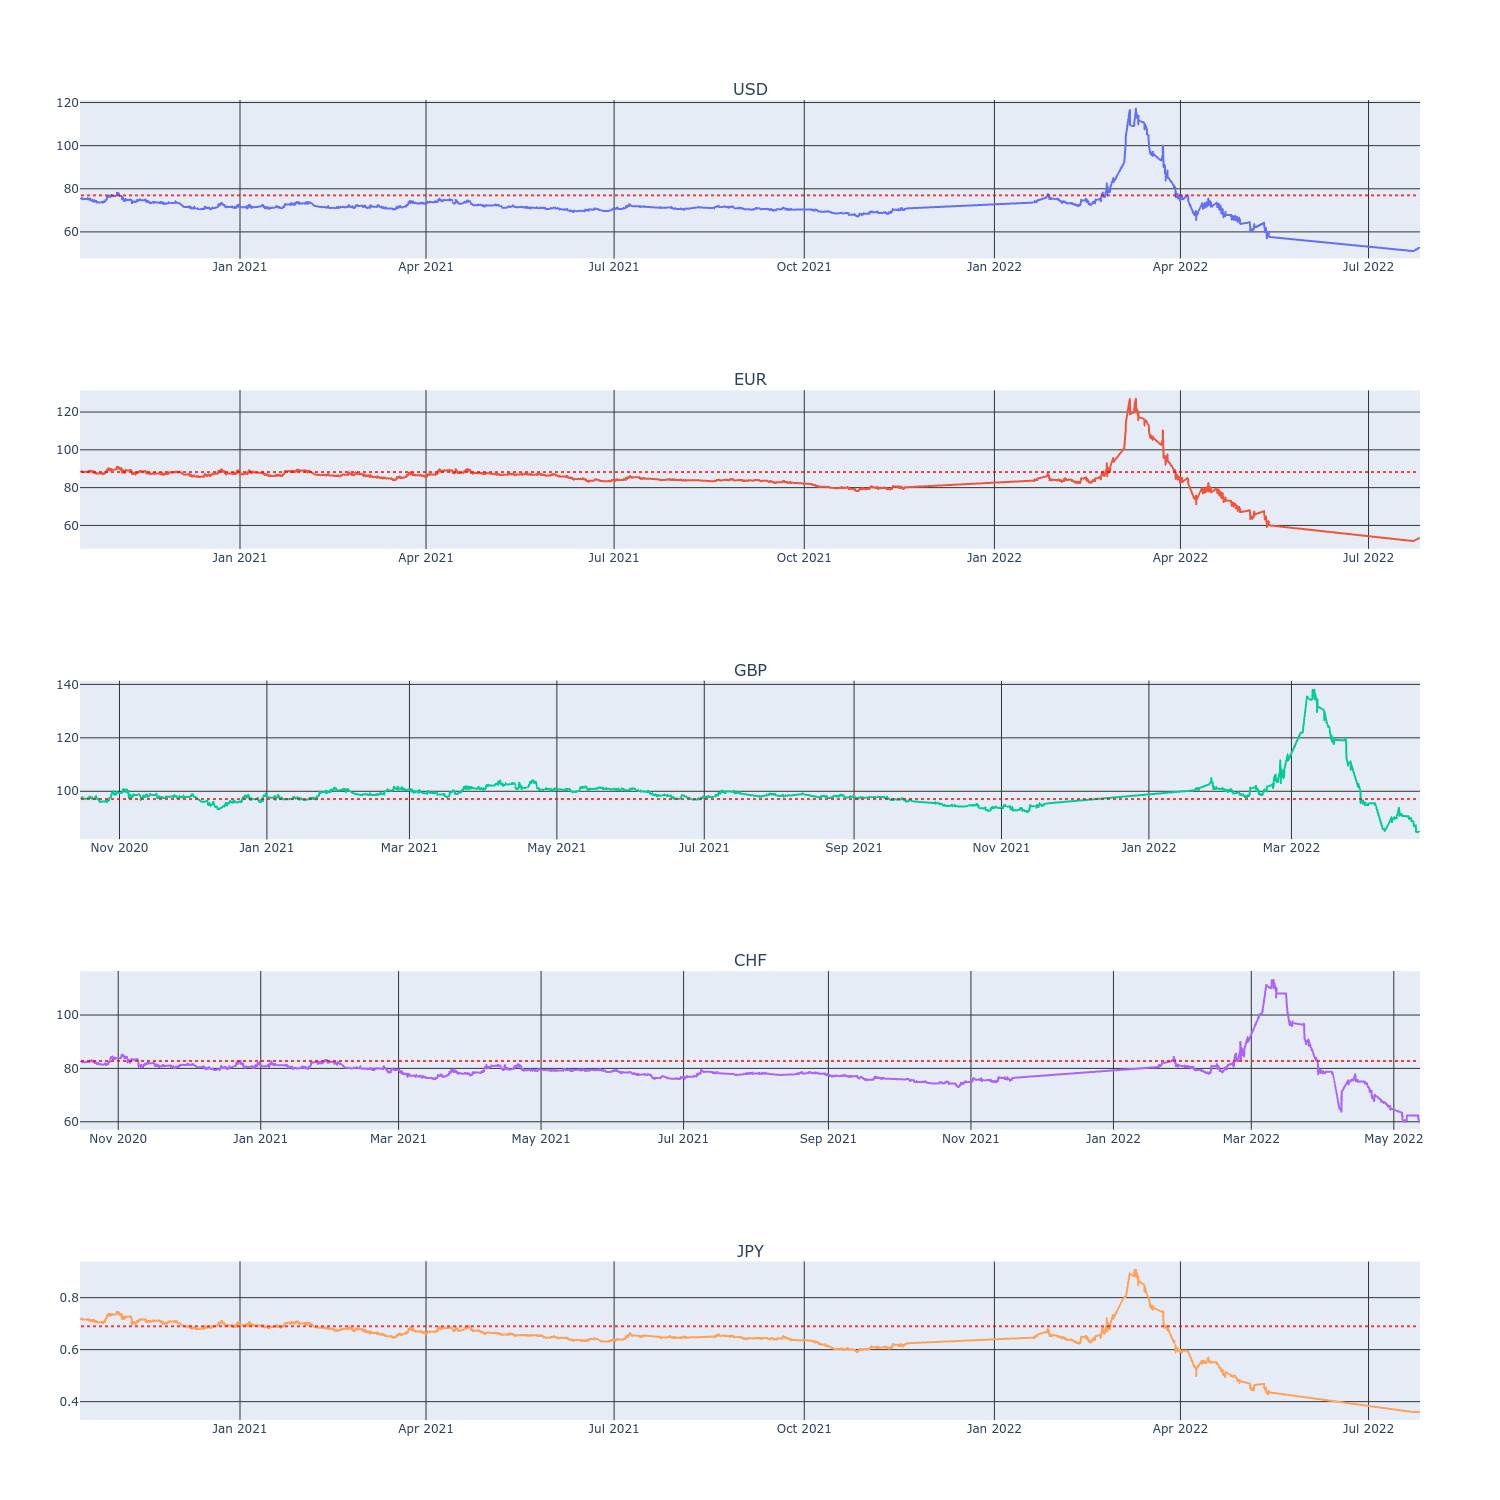 USD
120
100
80
60
Jan 2021 Apr 2021 Jul 2021 Oct 2021 Jan 2022 Apr 2022 Jul 2022
EUR
120
100
80
60
Jan 2021 Apr 2021 Jul 2021 Oct 2021 Jan 2022 Apr 2022 Jul 2022
GBP
140
120
100
Nov 2020 Jan 2021 Mar 2021 May 2021 Jul 2021 Sep 2021 Nov 2021 Jan 2022 Mar 2022
CHF
100
80
60
Nov 2020 Jan 2021 Mar 2021 May 2021 Jul 2021 Sep 2021 Nov 2021 Jan 2022 Mar 2022 May 2022
JPY
0.8
0.6
0.4
Jan 2021 Apr 2021 Jul 2021 Oct 2021 Jan 2022 Apr 2022 Jul 2022